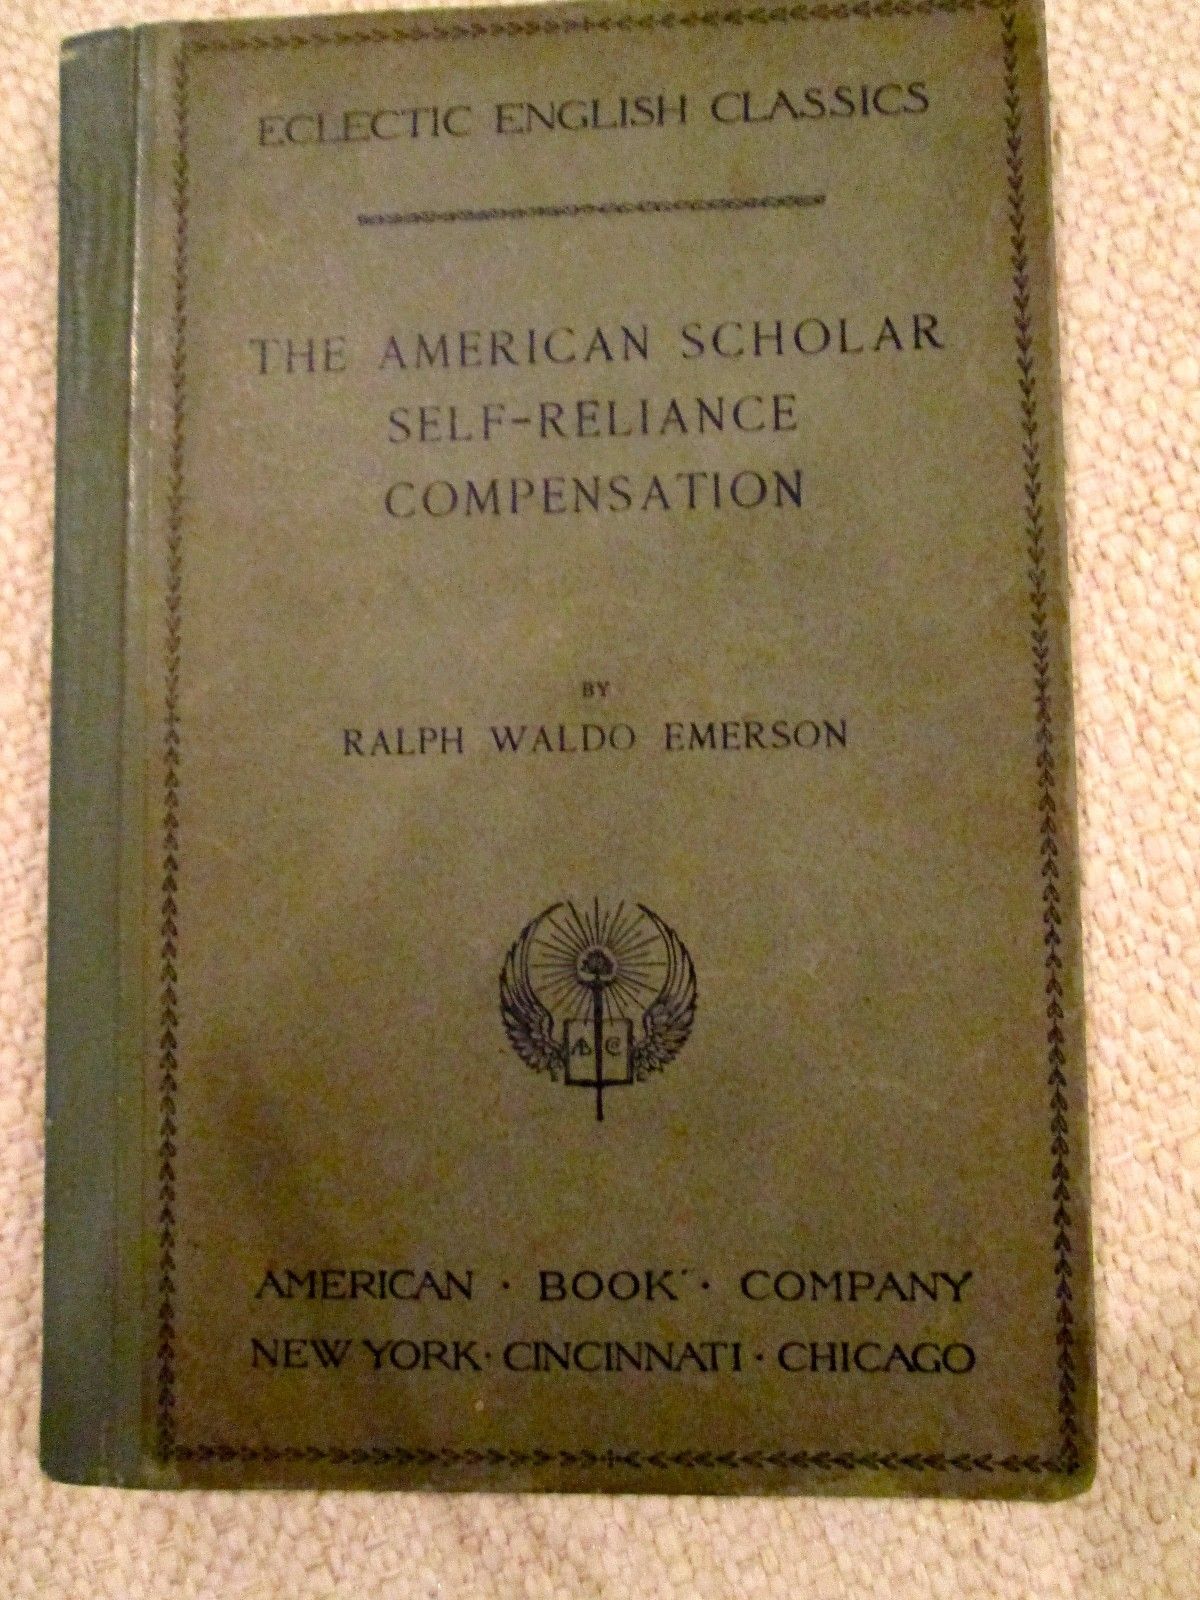 ECLECTIC ENGLISH CLASSICS
THE AMERICAN SCHOLAR
SELF-RELIANCE
COMPENSATION
BY
RALPH WALDO EMERSON
ABC
AMERICAN · BOOK · COMPANY
NEW YORK · CINCINNATI · CHICAGO